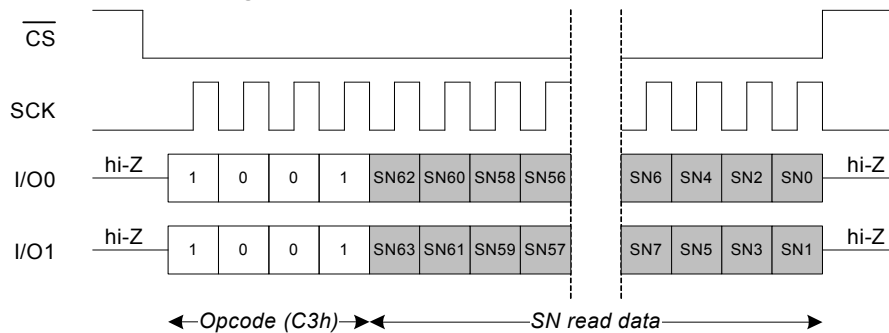 CS
SCK
hi-Z
I/O0
1 0 0 1 SN62 SN60 SN58 SN56 SN6 SN4 SN2 SN0
hi-Z
hi-Z
I/O1
1 0 0 1 SN63 SN61 SN59 SN57 SN7 SN5 SN3 SN1
hi-Z
Opcode (C3h) SN read data